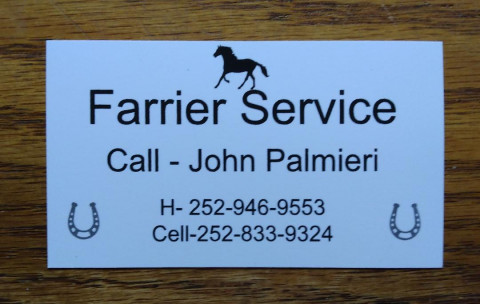 Farrier Service
Call - John Palmieri
H- 252-946-9553
Cell-252-833-9324